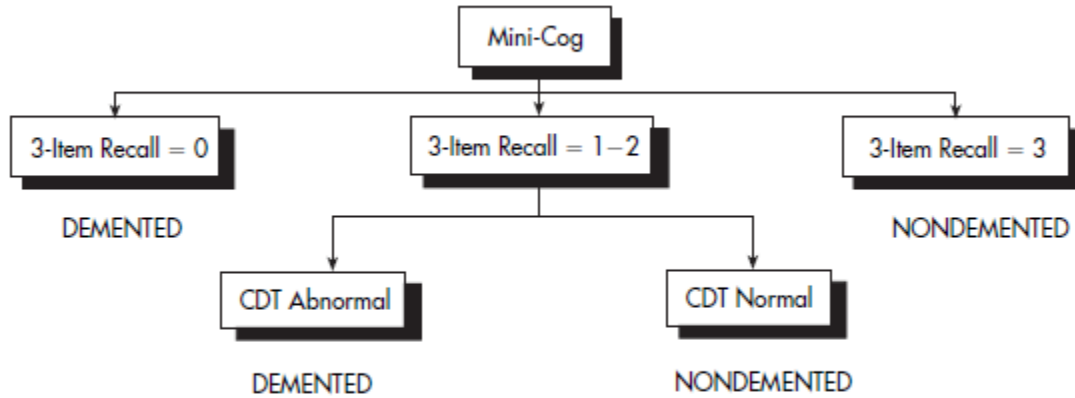 Mini-Cog
3-Item Recall = 0
3-Item Recall = 1–2
3-Item Recall = 3
DEMENTED
NONDEMENTED
CDT Abnormal
CDT Normal
DEMENTED
NONDEMENTED